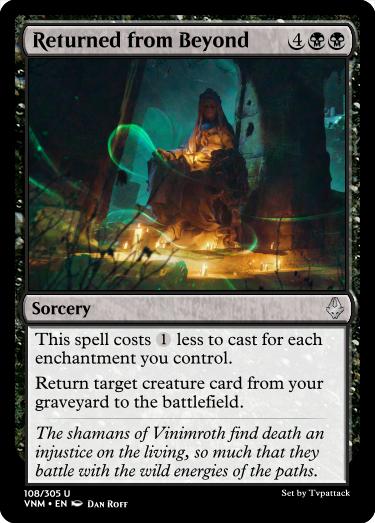 Returned from Beyond 4
Sorcery
This spell costs 1 less to cast for each
enchantment you control.
Return target creature card from your
graveyard to the battlefield.
The shamans of Vinimroth find death an
injustice on the living, so much that they
battle with the wild energies of the paths.
108/305 U
VNM • EN Dan Roff
Set by Tvpattack